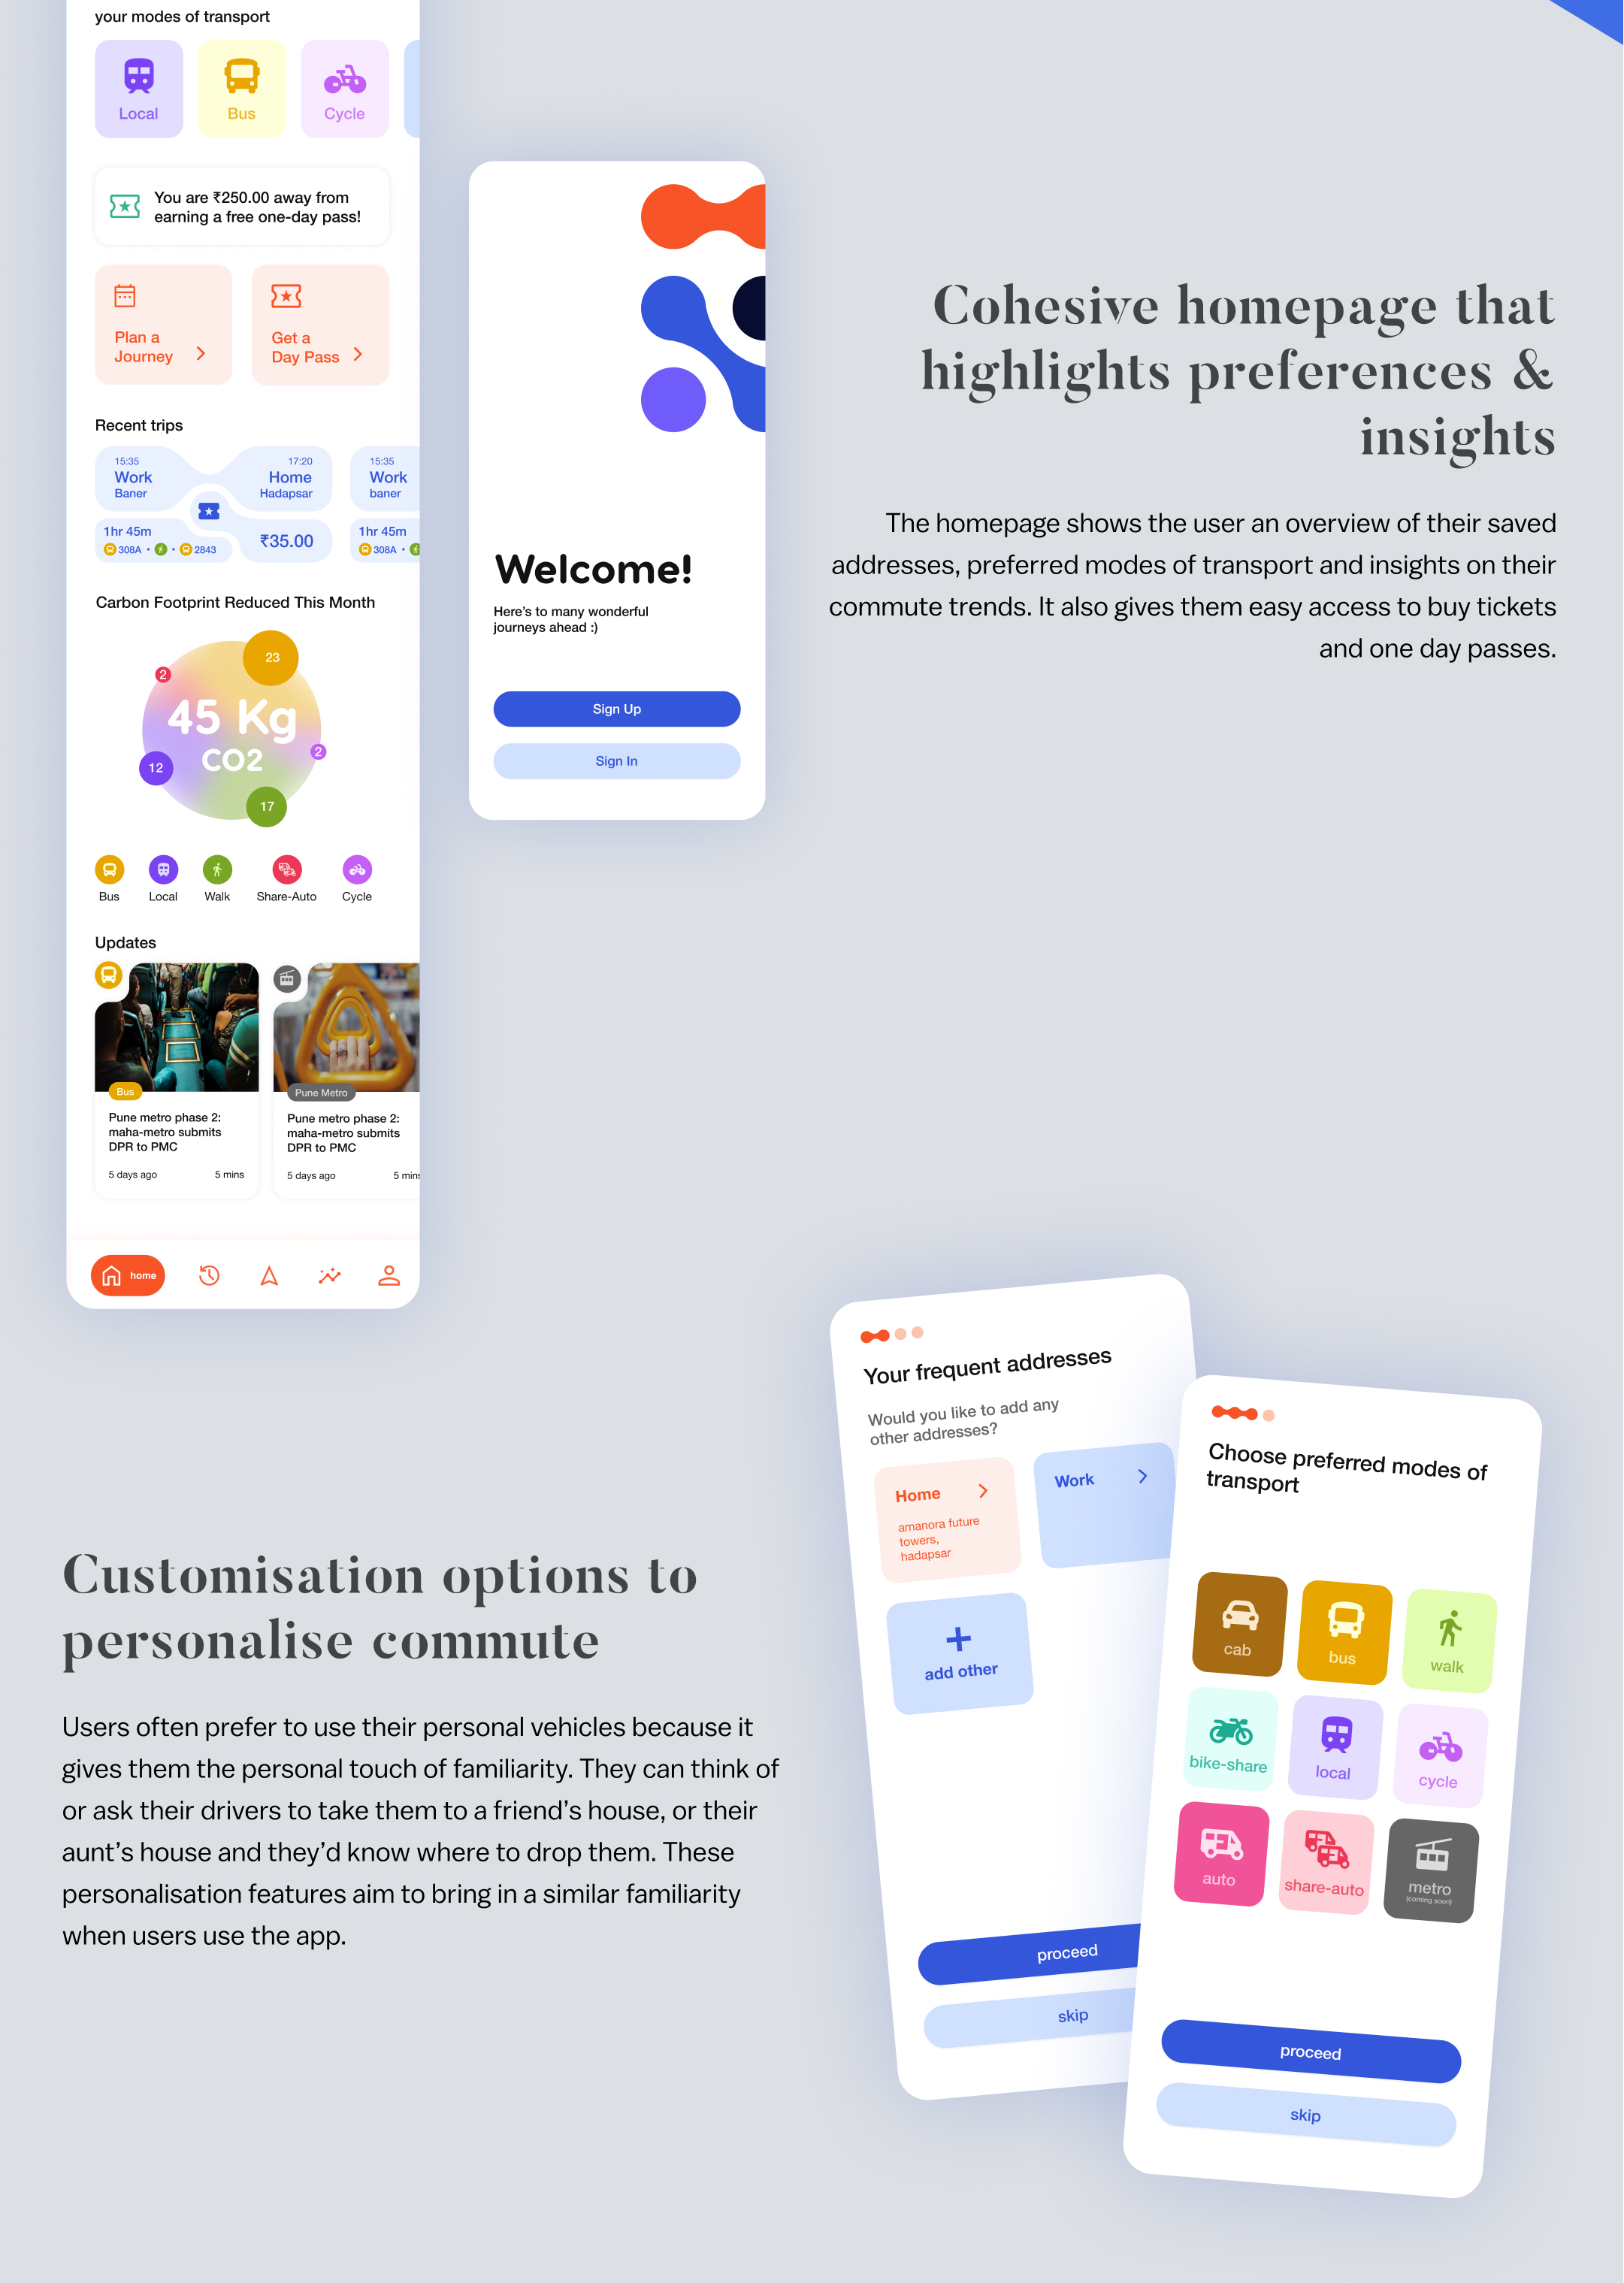 your modes of transport
Local
Bus
Cycle
You are ₹250.00 away from
earning a free one-day pass!
Plan a
Journey
Get a
Day Pass
Recent trips
15:35
Work
Baner
17:20
Home
Hadapsar
1hr 45m
308A • • 2843
₹35.00
15:35
Work
baner
1hr 45m
308A •
Carbon Footprint Reduced This Month
23
2
45 Kg
CO2
2
12
17
Bus
Local
Walk
Share-Auto
Cycle
Updates
Bus
Pune metro phase 2:
maha-metro submits
DPR to PMC
5 days ago
5 mins
Pune Metro
Pune metro phase 2:
maha-metro submits
DPR to PMC
5 days ago
5 mins
home
Welcome!
Here's to many wonderful
journeys ahead :)
Sign Up
Sign In
Cohesive homepage that
highlights preferences &
insights
The homepage shows the user an overview of their saved
addresses, preferred modes of transport and insights on their
commute trends. It also gives them easy access to buy tickets
and one day passes.
Customisation options to
personalise commute
Users often prefer to use their personal vehicles because it
gives them the personal touch of familiarity. They can think of
or ask their drivers to take them to a friend's house, or their
aunt's house and they'd know where to drop them. These
personalisation features aim to bring in a similar familiarity
when users use the app.
Your frequent addresses
Would you like to add any
other addresses?
Home
amanora future
towers,
hadapsar
Work
add other
proceed
skip
Choose preferred modes of
transport
cab
bus
walk
bike-share
local
cycle
auto
share-auto
metro
(coming soon)
proceed
skip